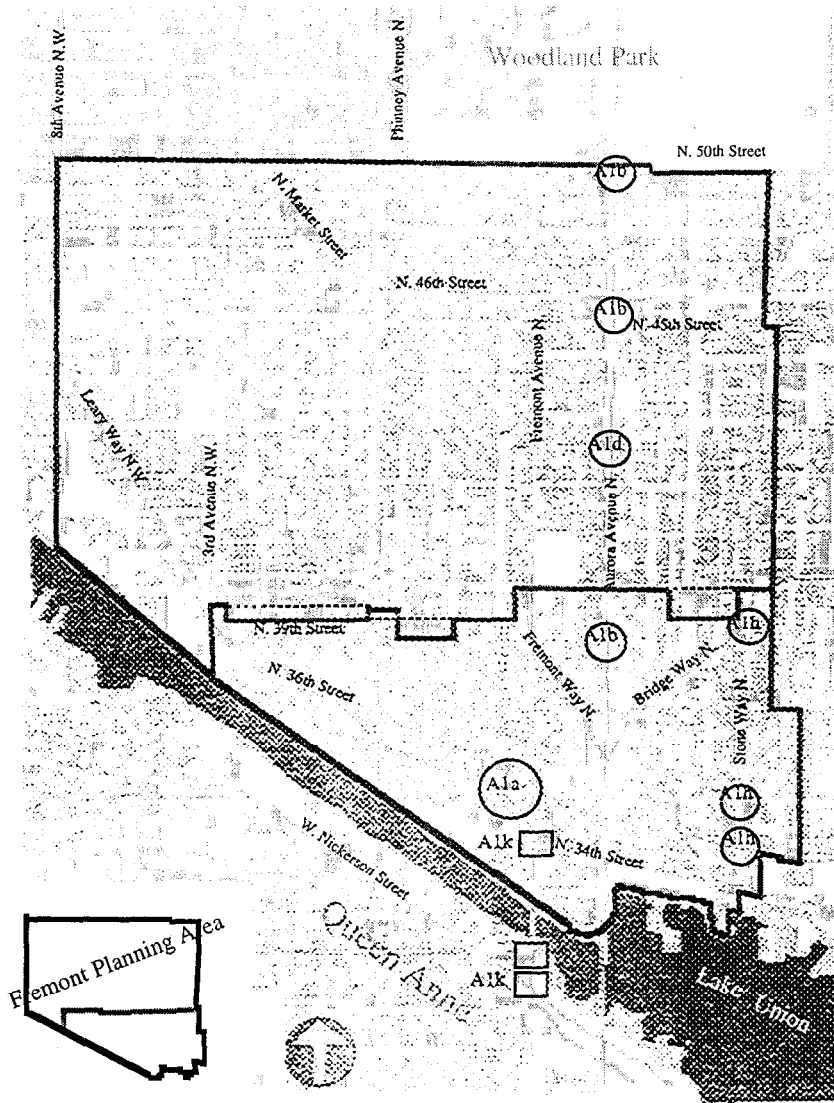 8th Avenue N.W.
Phinney Avenue N.
Woodland Park
N. 50th Street
A1b
N. Market Street
N. 46th Street
A1b
N. 45th Street
Fremont Avenue N.
A1d
Leary Way N.W.
3rd Avenue N.W.
Aurora Avenue N.
N. 39th Street
A1b
A1h
Fremont Way N.
Bridge Way N.
N. 36th Street
Stone Way N.
A1a
A1h
A1k
N. 34th Street
A1h
W. Nickerson Street
Queen Anne
Fremont Planning Area
A1k
Lake Union